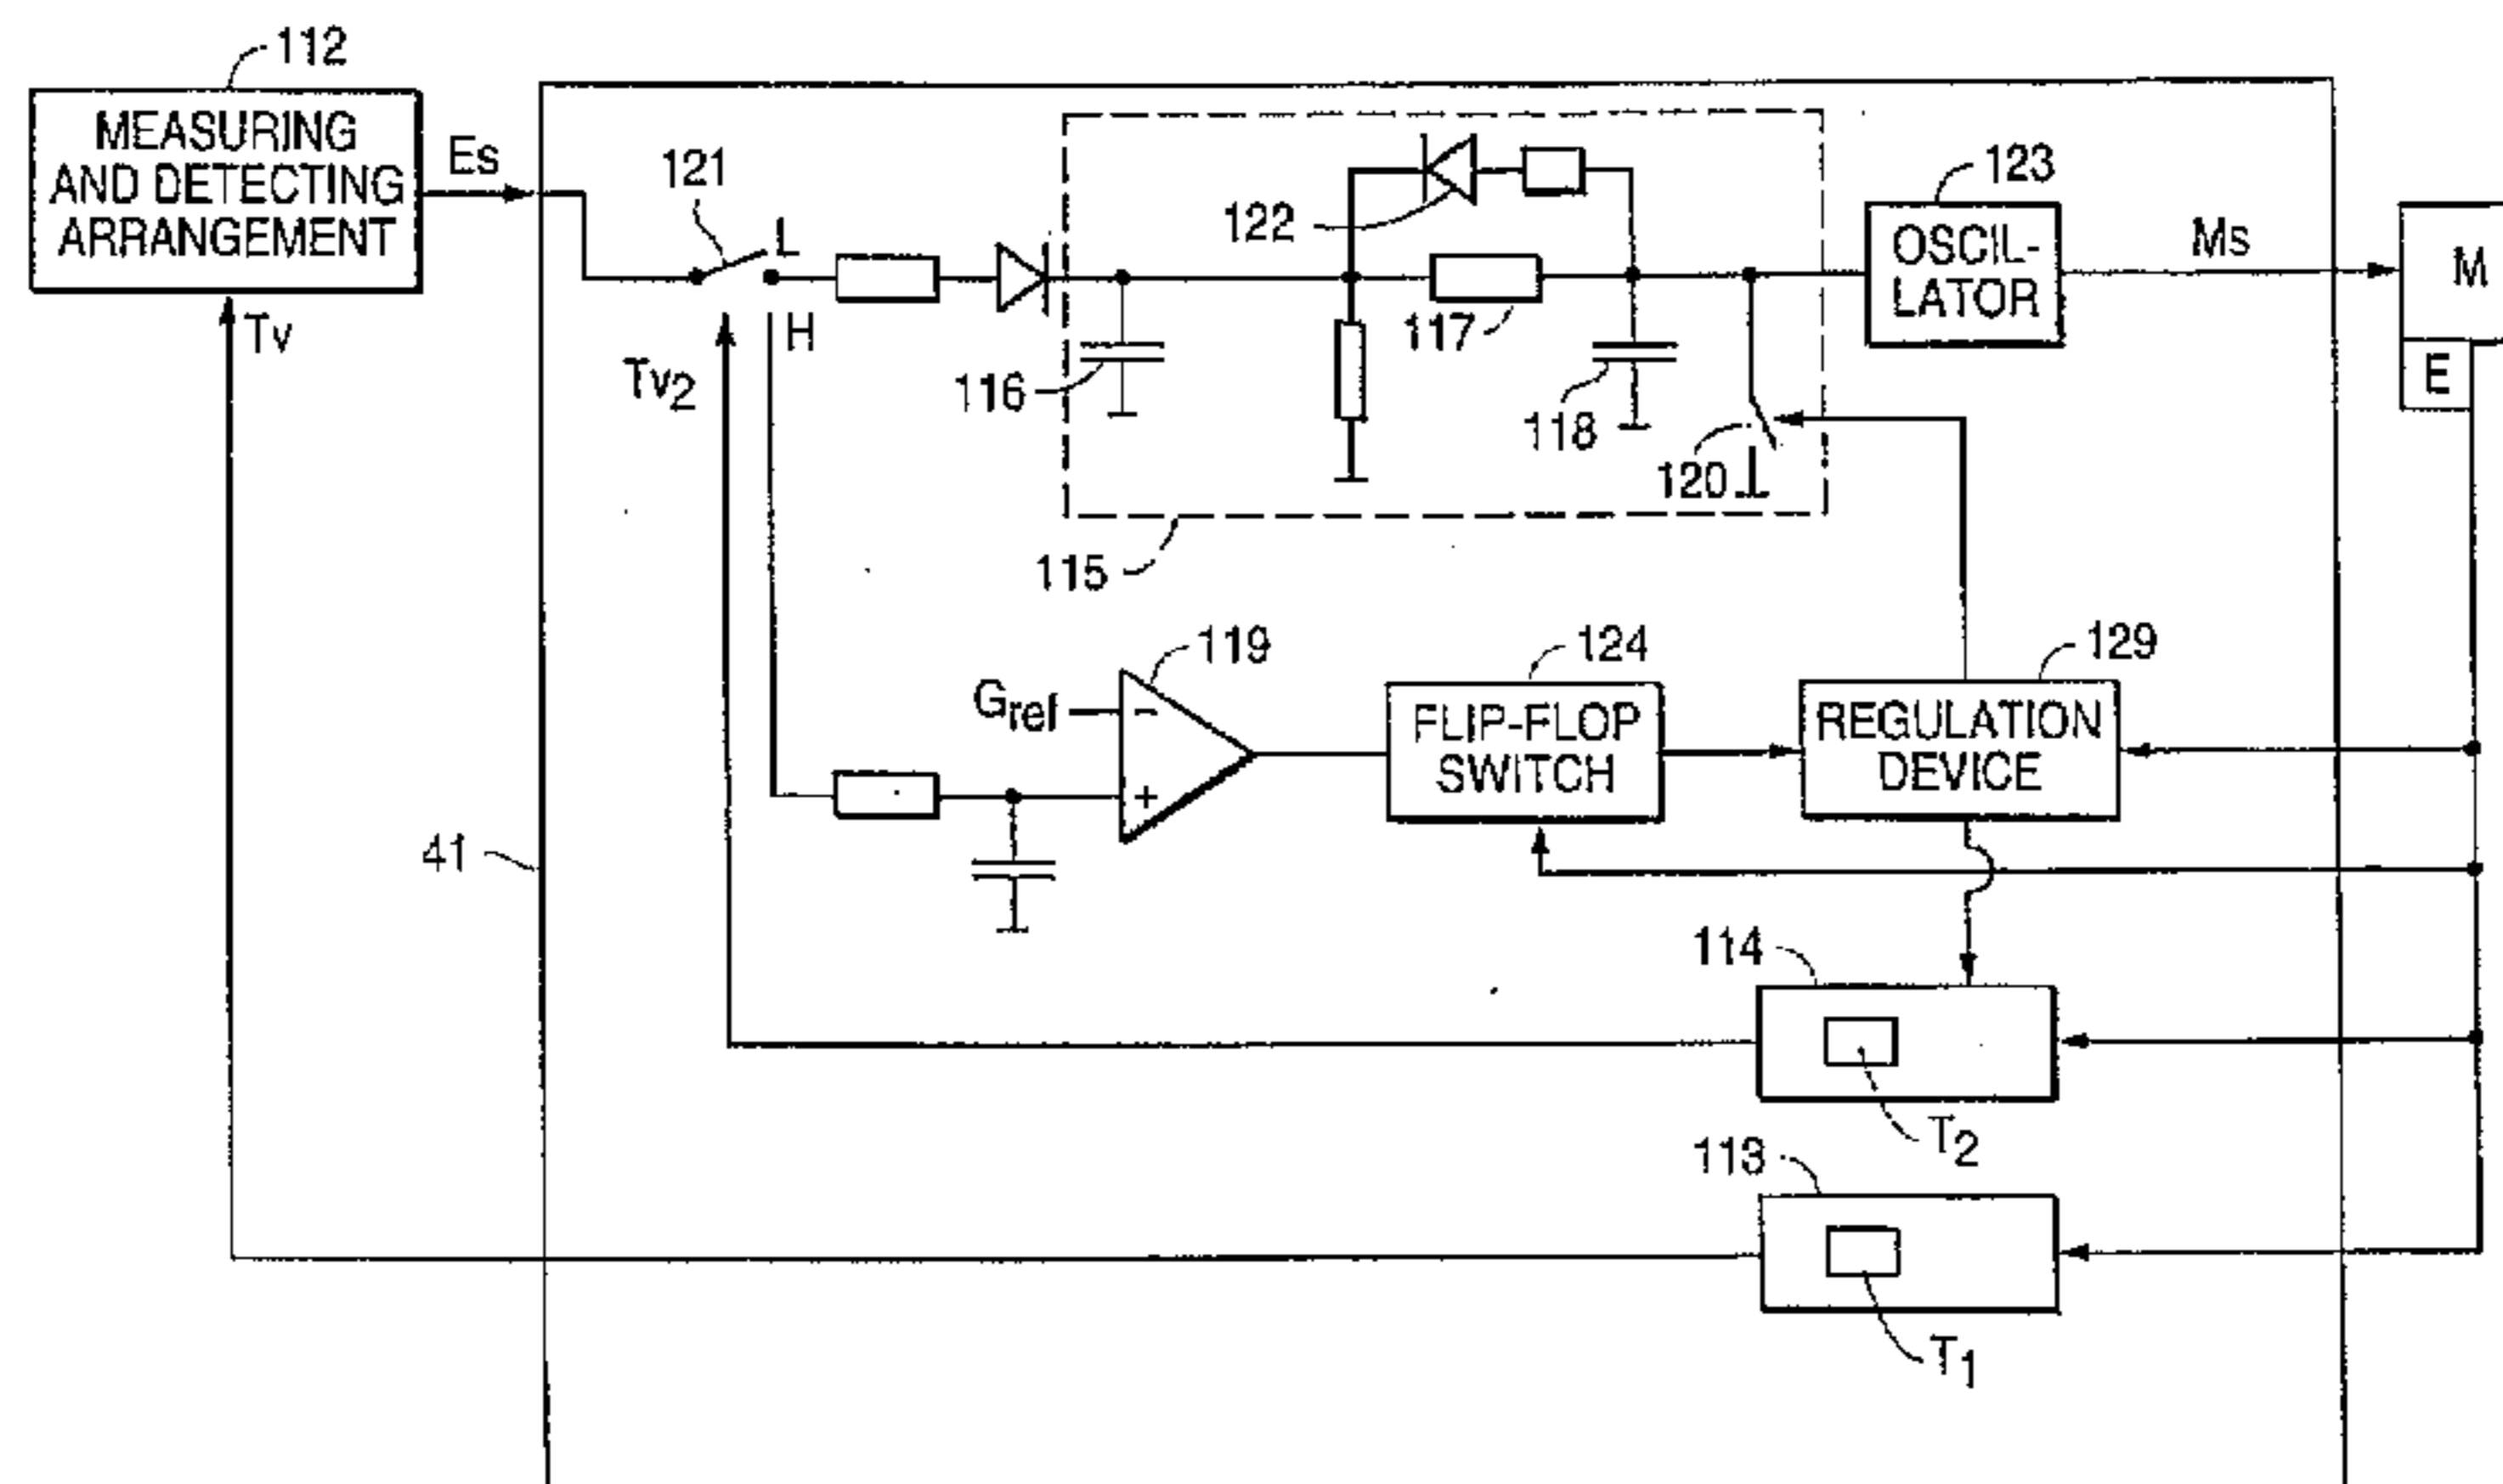 112
MEASURING
AND DETECTING
ARRANGEMENT
Es
Tv
121
L
H
Tv2
116
122
117
118
120
115
123
OSCIL-
LATOR
Ms
M
E
119
Gref
-
+
124
FLIP-FLOP
SWITCH
129
REGULATION
DEVICE
41
114
T2
113
T1